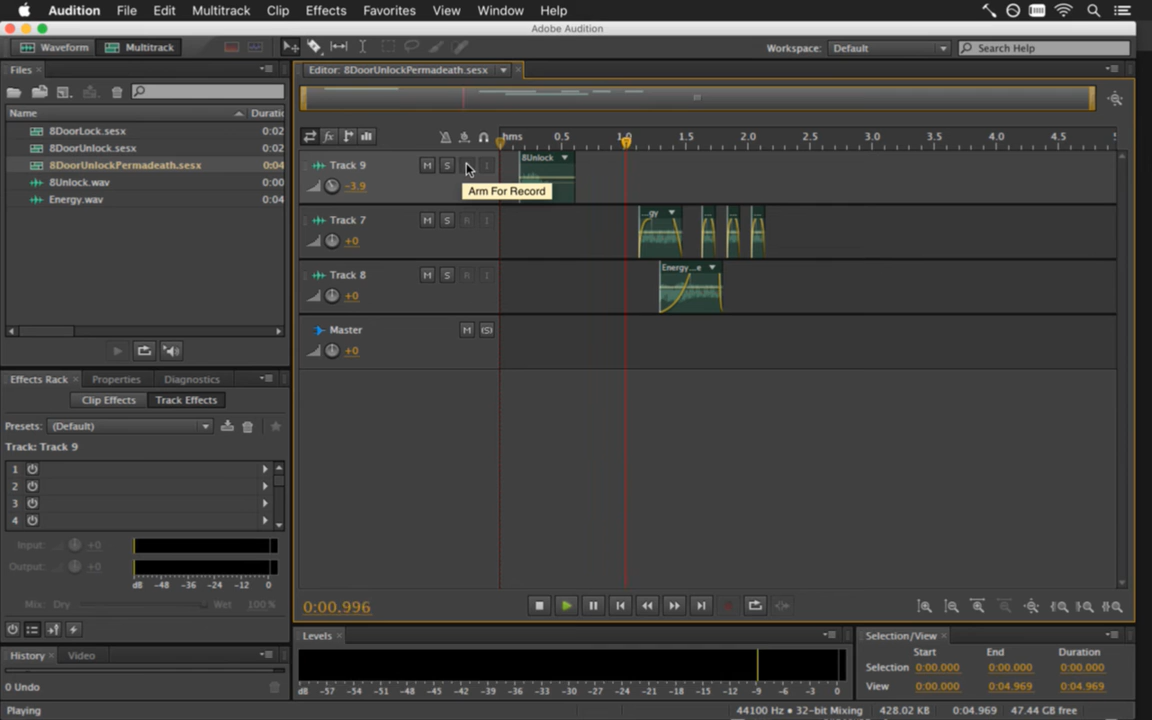 Audition File Edit Multitrack Clip Effects Favorites View Window Help
Adobe Audition
Waveform Multitrack Workspace: Default Search Help
Files Editor: 8DoorUnlockPermadeath.sesx
Name Duratio
8DoorLock.sesx 0:02
8DoorUnlock.sesx 0:02
8DoorUnlockPermadeath.sesx 0:04
8Unlock.wav 0:00
Energy.wav 0:04
fx hms 0.5 1.0 1.5 2.0 2.5 3.0 3.5 4.0 4.5
Track 9 M S I 8Unlock
-3.9 Arm For Record
Track 7 M S R I ...gy ... ... ...
+0
Track 8 M S R I Energy...e
+0
Master M (S)
+0
Effects Rack Properties Diagnostics
Clip Effects Track Effects
Presets: (Default)
Track: Track 9
1
2
3
4
Input: +0
Output: +0
dB -48 -36 -24 -12 0
Mix: Dry Wet 100 %
0:00.996
History Video
0 Undo
Playing
Levels
dB -57 -54 -51 -48 -45 -42 -39 -36 -33 -30 -27 -24 -21 -18 -15 -12 -9 -6 -3 0
Selection/View
Start End Duration
Selection 0:00.000 0:00.000 0:00.000
View 0:00.000 0:04.969 0:04.969
44100 Hz • 32-bit Mixing 428.02 KB 0:04.969 47.44 GB free